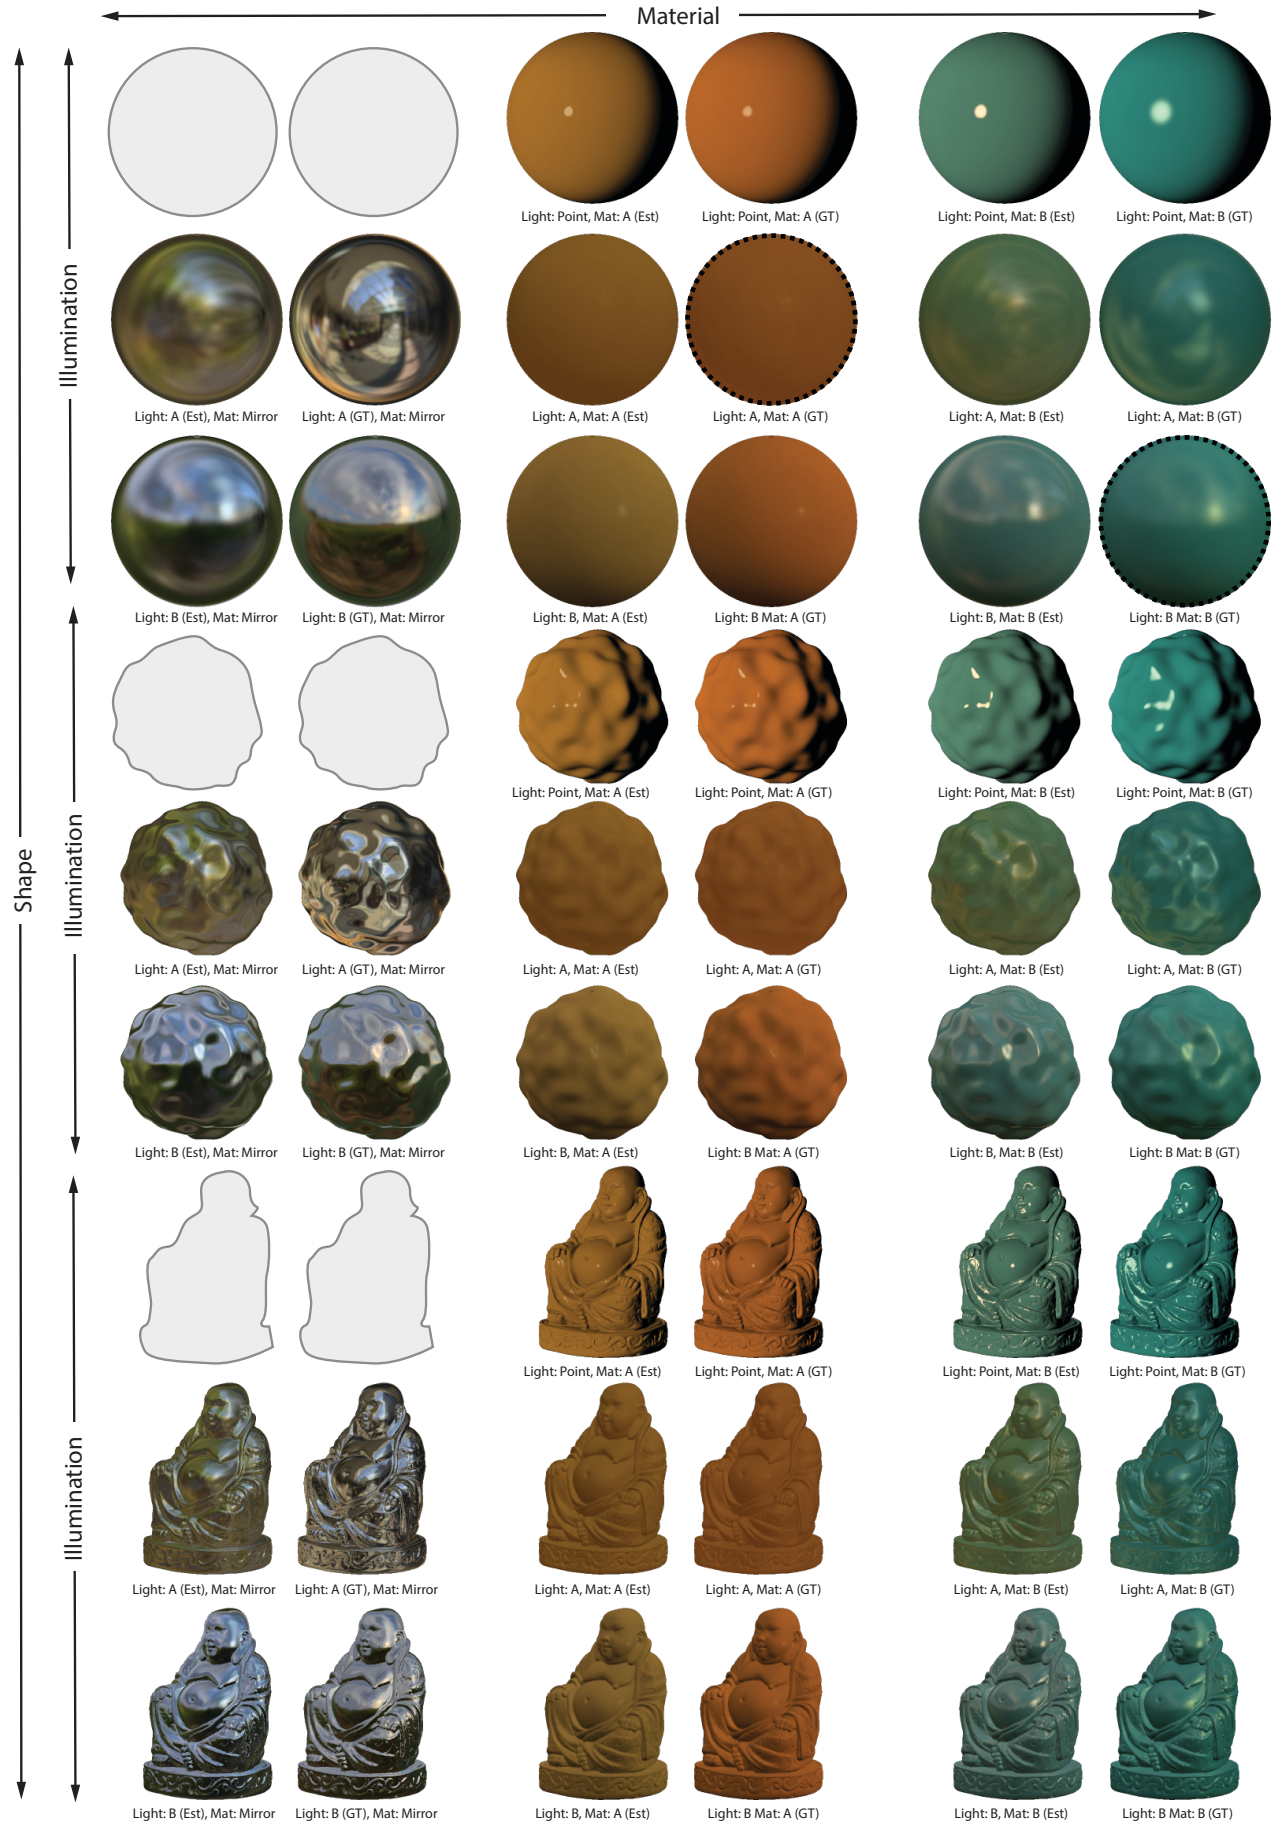 Material
Shape
Illumination
Light: Point, Mat: A (Est)
Light: Point, Mat: A (GT)
Light: Point, Mat: B (Est)
Light: Point, Mat: B (GT)
Light: A (Est), Mat: Mirror
Light: A (GT), Mat: Mirror
Light: A, Mat: A (Est)
Light: A, Mat: A (GT)
Light: A, Mat: B (Est)
Light: A, Mat: B (GT)
Light: B (Est), Mat: Mirror
Light: B (GT), Mat: Mirror
Light: B, Mat: A (Est)
Light: B Mat: A (GT)
Light: B, Mat: B (Est)
Light: B Mat: B (GT)
Illumination
Light: Point, Mat: A (Est)
Light: Point, Mat: A (GT)
Light: Point, Mat: B (Est)
Light: Point, Mat: B (GT)
Light: A (Est), Mat: Mirror
Light: A (GT), Mat: Mirror
Light: A, Mat: A (Est)
Light: A, Mat: A (GT)
Light: A, Mat: B (Est)
Light: A, Mat: B (GT)
Light: B (Est), Mat: Mirror
Light: B (GT), Mat: Mirror
Light: B, Mat: A (Est)
Light: B Mat: A (GT)
Light: B, Mat: B (Est)
Light: B Mat: B (GT)
Illumination
Light: Point, Mat: A (Est)
Light: Point, Mat: A (GT)
Light: Point, Mat: B (Est)
Light: Point, Mat: B (GT)
Light: A (Est), Mat: Mirror
Light: A (GT), Mat: Mirror
Light: A, Mat: A (Est)
Light: A, Mat: A (GT)
Light: A, Mat: B (Est)
Light: A, Mat: B (GT)
Light: B (Est), Mat: Mirror
Light: B (GT), Mat: Mirror
Light: B, Mat: A (Est)
Light: B Mat: A (GT)
Light: B, Mat: B (Est)
Light: B Mat: B (GT)